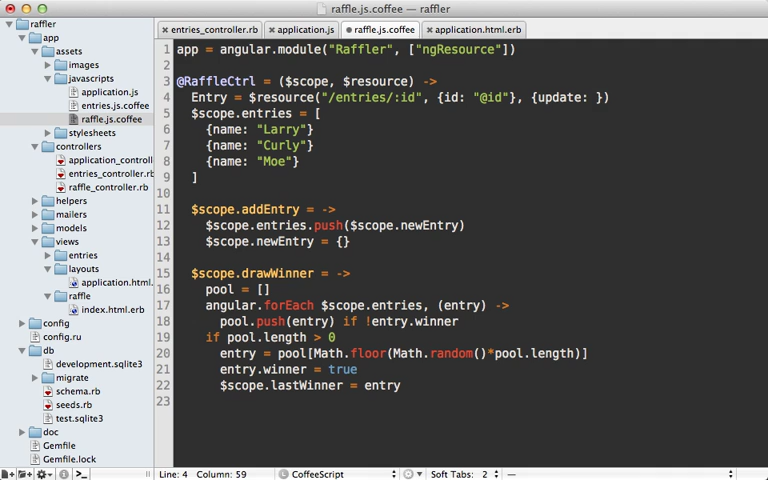 raffle.js.coffee — raffler
raffler
app
assets
images
javascripts
application.js
entries.js.coffee
raffle.js.coffee
stylesheets
controllers
application_controll
entries_controller.rb
raffle_controller.rb
helpers
mailers
models
views
entries
layouts
application.html.
raffle
index.html.erb
config
config.ru
db
development.sqlite3
migrate
schema.rb
seeds.rb
test.sqlite3
doc
Gemfile
Gemfile.lock
entries_controller.rb
application.js
raffle.js.coffee
application.html.erb
1 app = angular.module("Raffler", ["ngResource"])
2
3 @RaffleCtrl = ($scope, $resource) ->
4   Entry = $resource("/entries/:id", {id: "@id"}, {update: })
5   $scope.entries = [
6     {name: "Larry"}
7     {name: "Curly"}
8     {name: "Moe"}
9   ]
10
11   $scope.addEntry = ->
12     $scope.entries.push($scope.newEntry)
13     $scope.newEntry = {}
14
15   $scope.drawWinner = ->
16     pool = []
17     angular.forEach $scope.entries, (entry) ->
18       pool.push(entry) if !entry.winner
19     if pool.length > 0
20       entry = pool[Math.floor(Math.random()*pool.length)]
21       entry.winner = true
22       $scope.lastWinner = entry
23
Line: 4 Column: 59 CoffeeScript Soft Tabs: 2 —